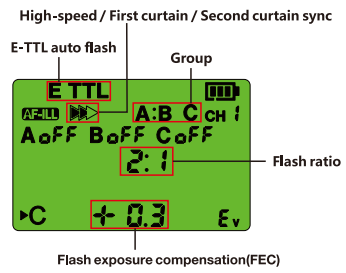 High-speed / First curtain / Second curtain sync
E-TTL auto flash
Group
E TTL
AF-ILL A:B C CH 1
AoFF BoFF CoFF
2:1
Flash ratio
▸C + 0.3 Ev
Flash exposure compensation(FEC)